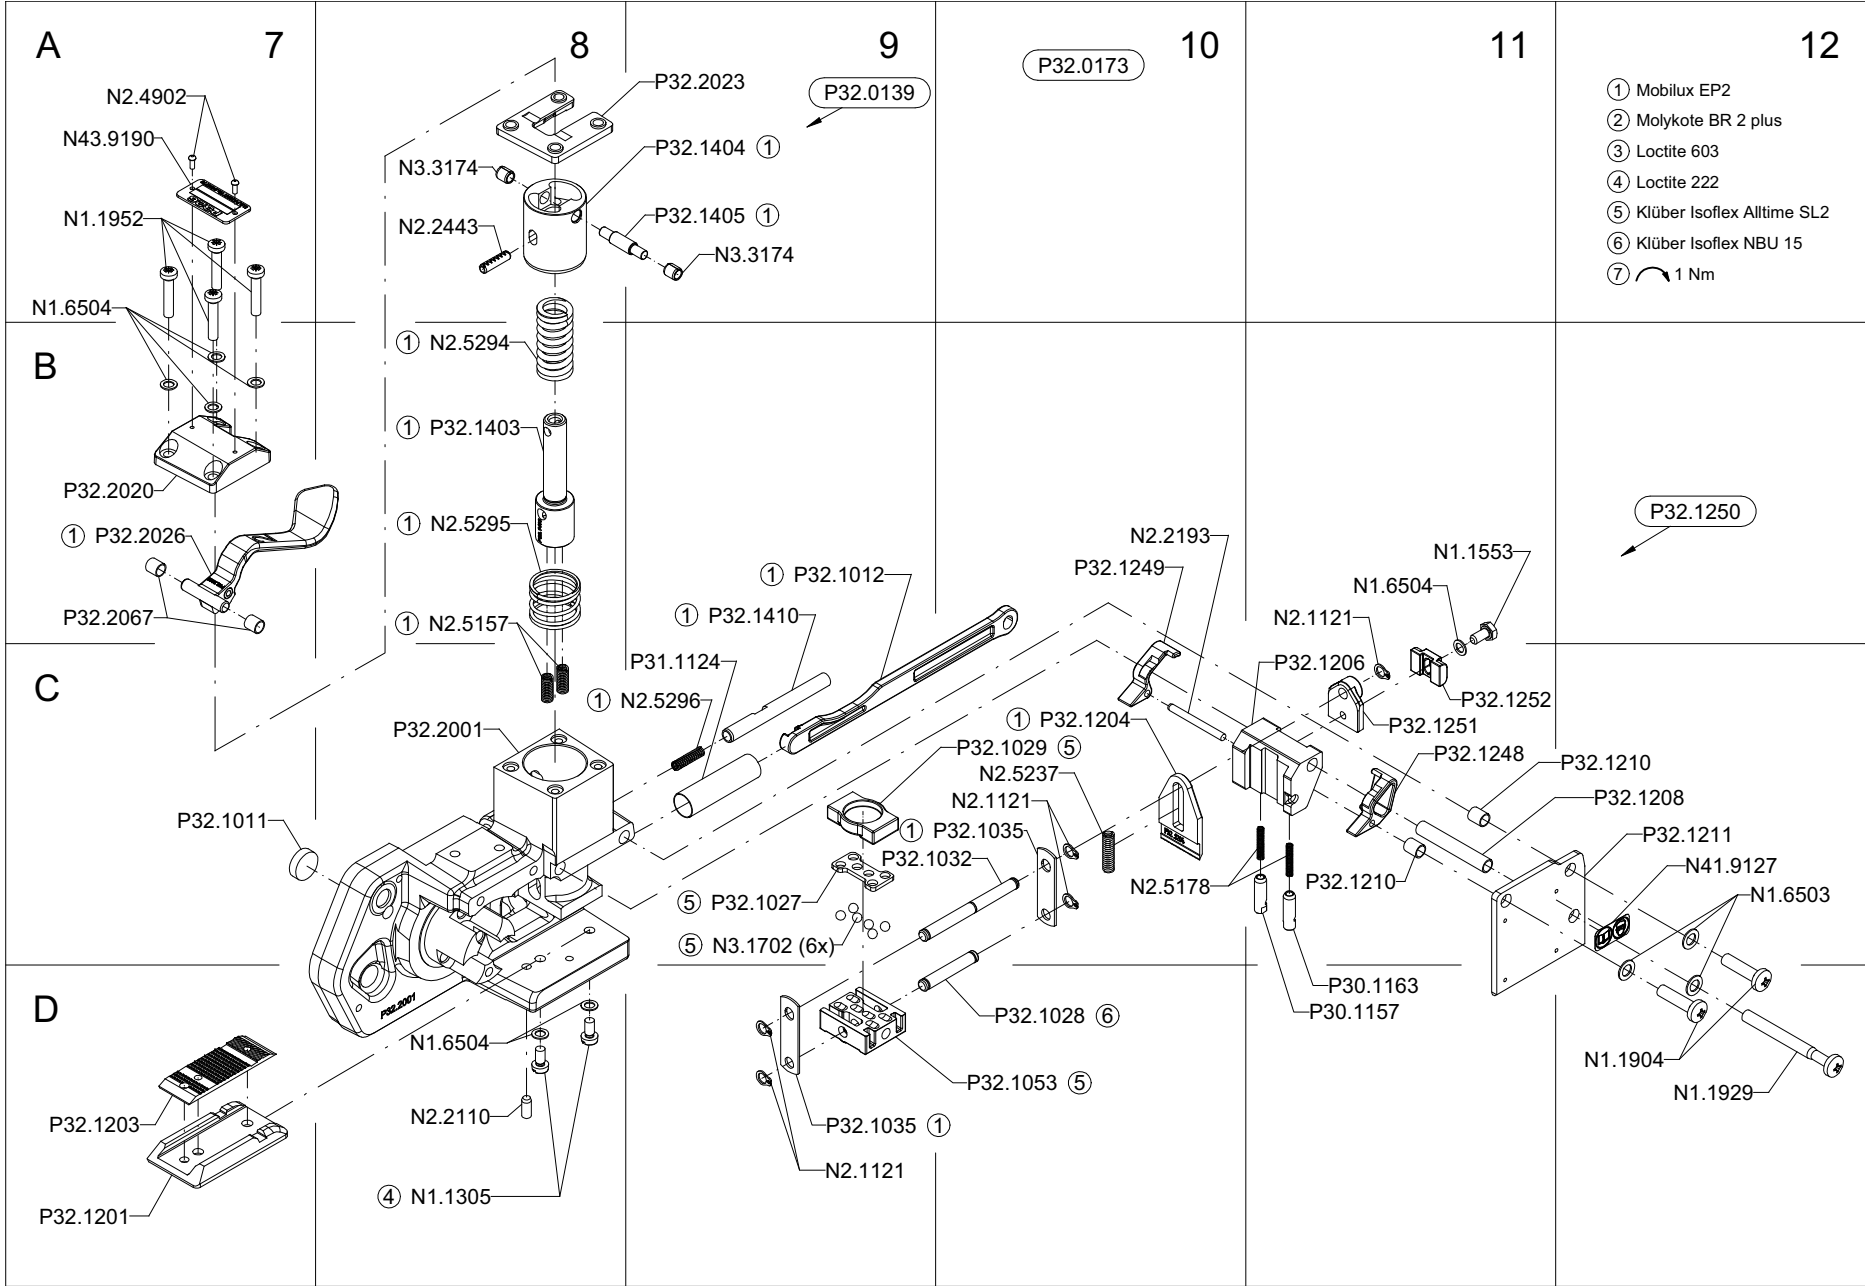 A 7 8 9 10 11 12
P32.2023
P32.0139
P32.0173
① Mobilux EP2
② Molykote BR 2 plus
③ Loctite 603
④ Loctite 222
⑤ Klüber Isoflex Alltime SL2
⑥ Klüber Isoflex NBU 15
⑦ 1 Nm
N2.4902
N43.9190
P32.1404 ①
N3.3174
N1.1952
P32.1405 ①
N2.2443
N3.3174
N1.6504
B
① N2.5294
① P32.1403
P32.2020
P32.1250
① N2.5295
① P32.2026
N2.2193
N1.1553
P32.1249
① P32.1012
N1.6504
P32.2067
① N2.5157
① P32.1410
N2.1121
C
P31.1124
P32.1206
① N2.5296
P32.1252
P32.1251
P32.2001
① P32.1204
P32.1029 ⑤
P32.1248
P32.1210
N2.5237
P32.1208
N2.1121
P32.1011
①
P32.1035
P32.1211
P32.1032
N41.9127
N2.5178
P32.1210
⑤ P32.1027
N1.6503
⑤ N3.1702 (6x)
D
P32.2001
P30.1163
P30.1157
P32.1028 ⑥
N1.6504
N1.1904
P32.1053 ⑤
N1.1929
P32.1203
N2.2110
P32.1035 ①
N2.1121
④ N1.1305
P32.1201